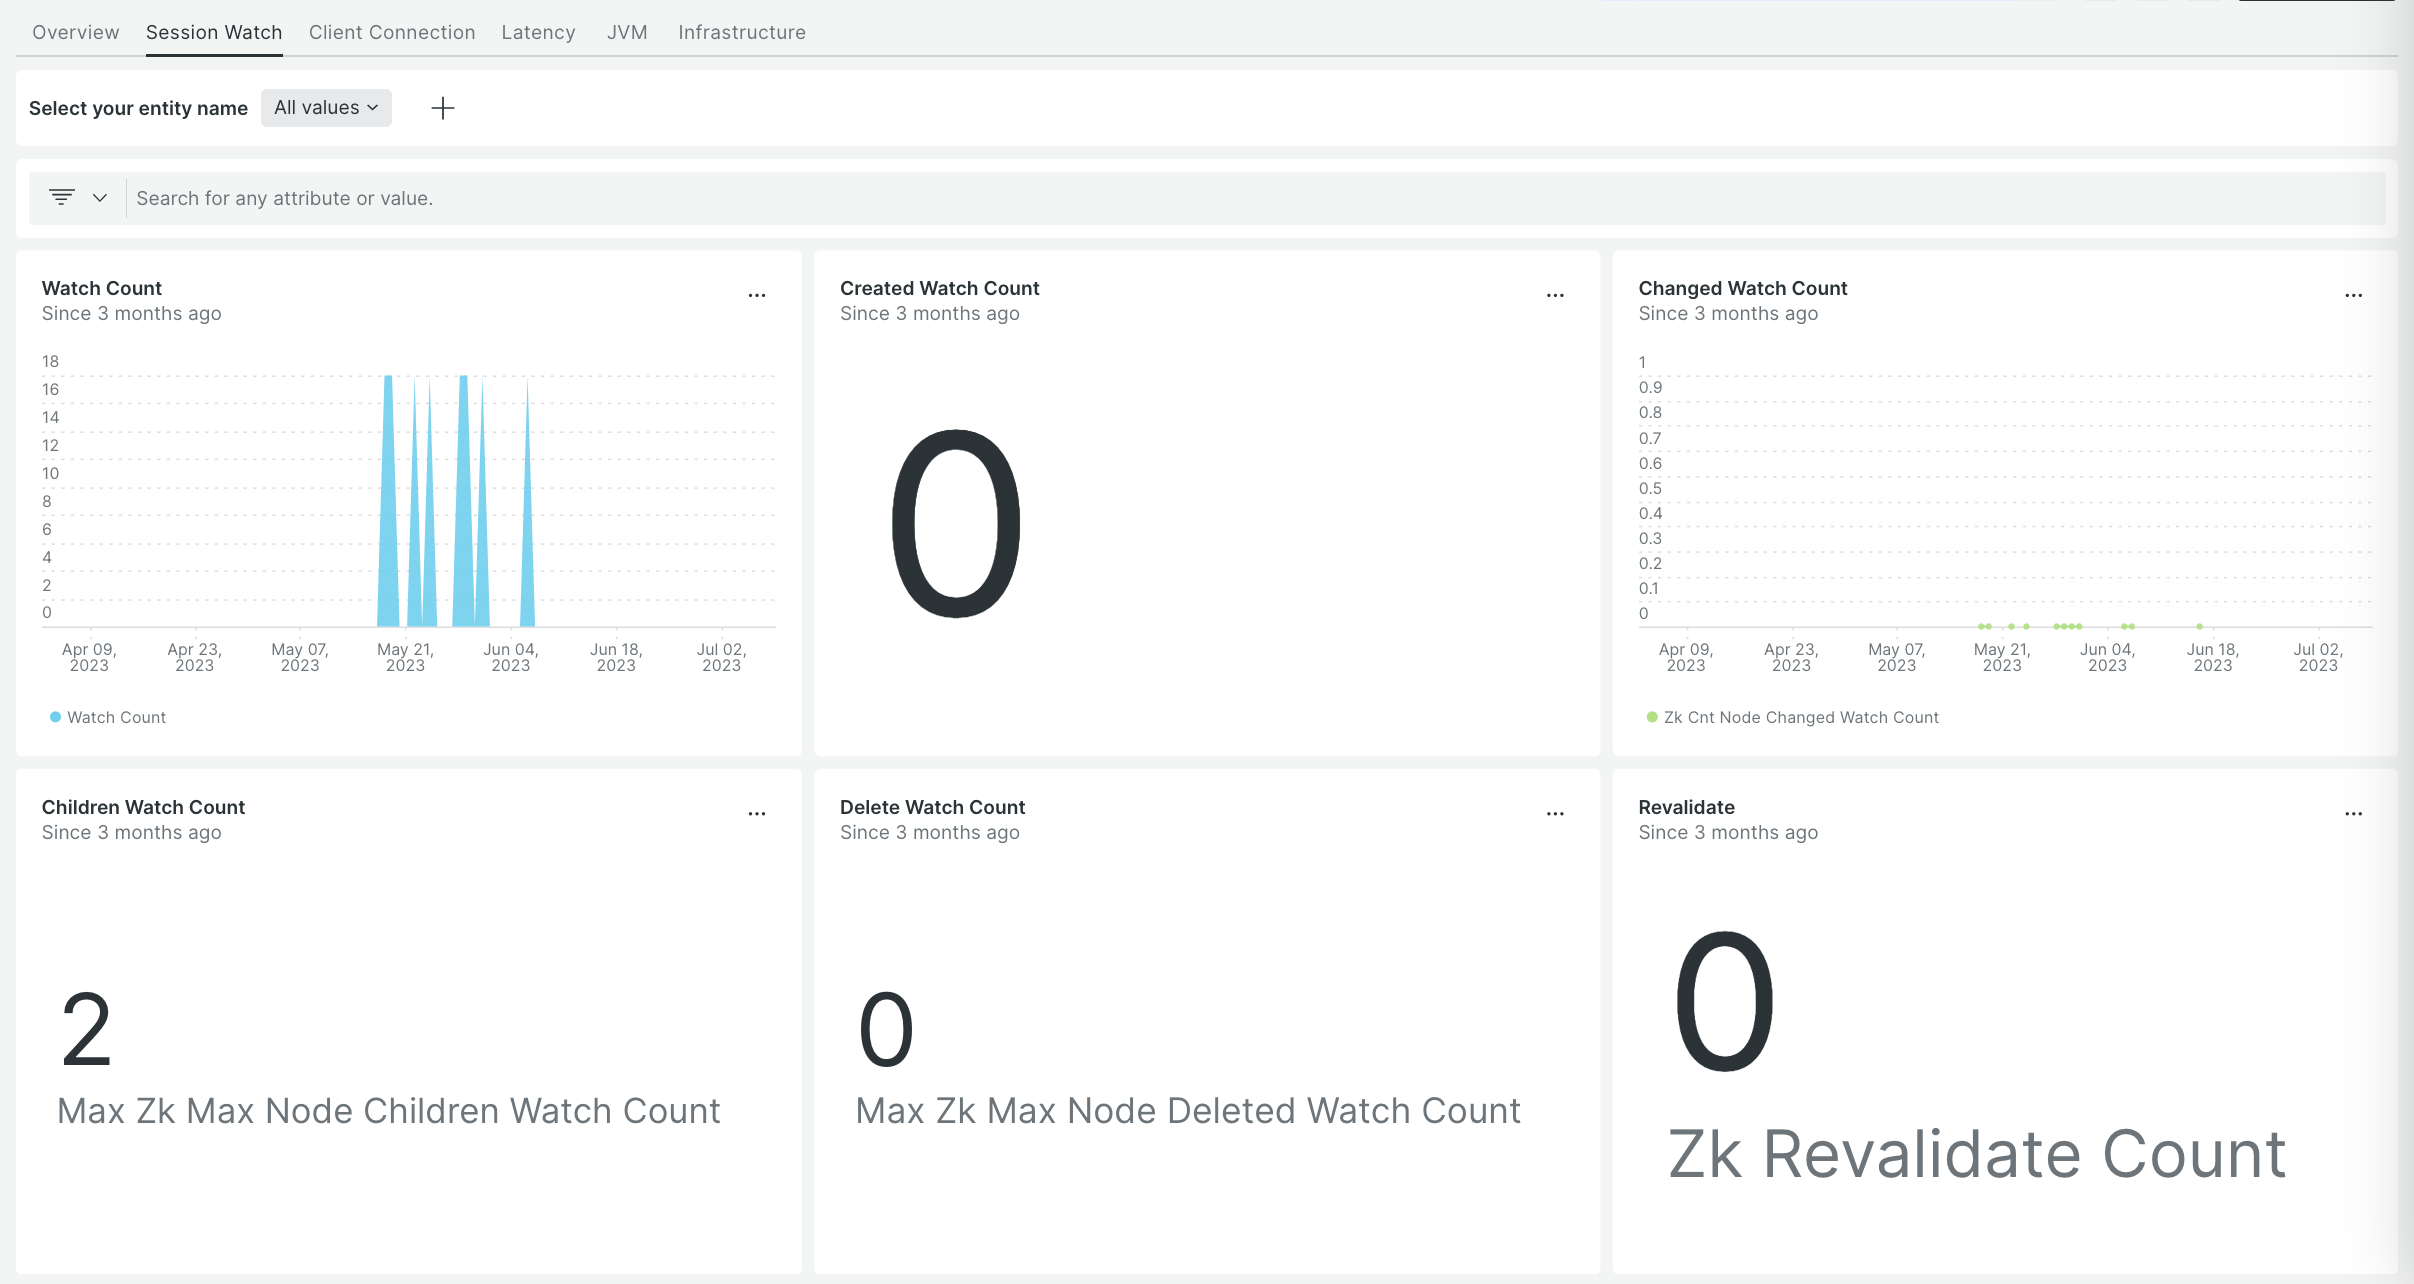 Overview Session Watch Client Connection Latency JVM Infrastructure
Select your entity name All values
Search for any attribute or value.
Watch Count
Since 3 months ago
18
16
14
12
10
8
6
4
2
0
Apr 09, 2023 Apr 23, 2023 May 07, 2023 May 21, 2023 Jun 04, 2023 Jun 18, 2023 Jul 02, 2023
Watch Count
Created Watch Count
Since 3 months ago
0
Changed Watch Count
Since 3 months ago
1
0.9
0.8
0.7
0.6
0.5
0.4
0.3
0.2
0.1
0
Apr 09, 2023 Apr 23, 2023 May 07, 2023 May 21, 2023 Jun 04, 2023 Jun 18, 2023 Jul 02, 2023
Zk Cnt Node Changed Watch Count
Children Watch Count
Since 3 months ago
2
Max Zk Max Node Children Watch Count
Delete Watch Count
Since 3 months ago
0
Max Zk Max Node Deleted Watch Count
Revalidate
Since 3 months ago
0
Zk Revalidate Count